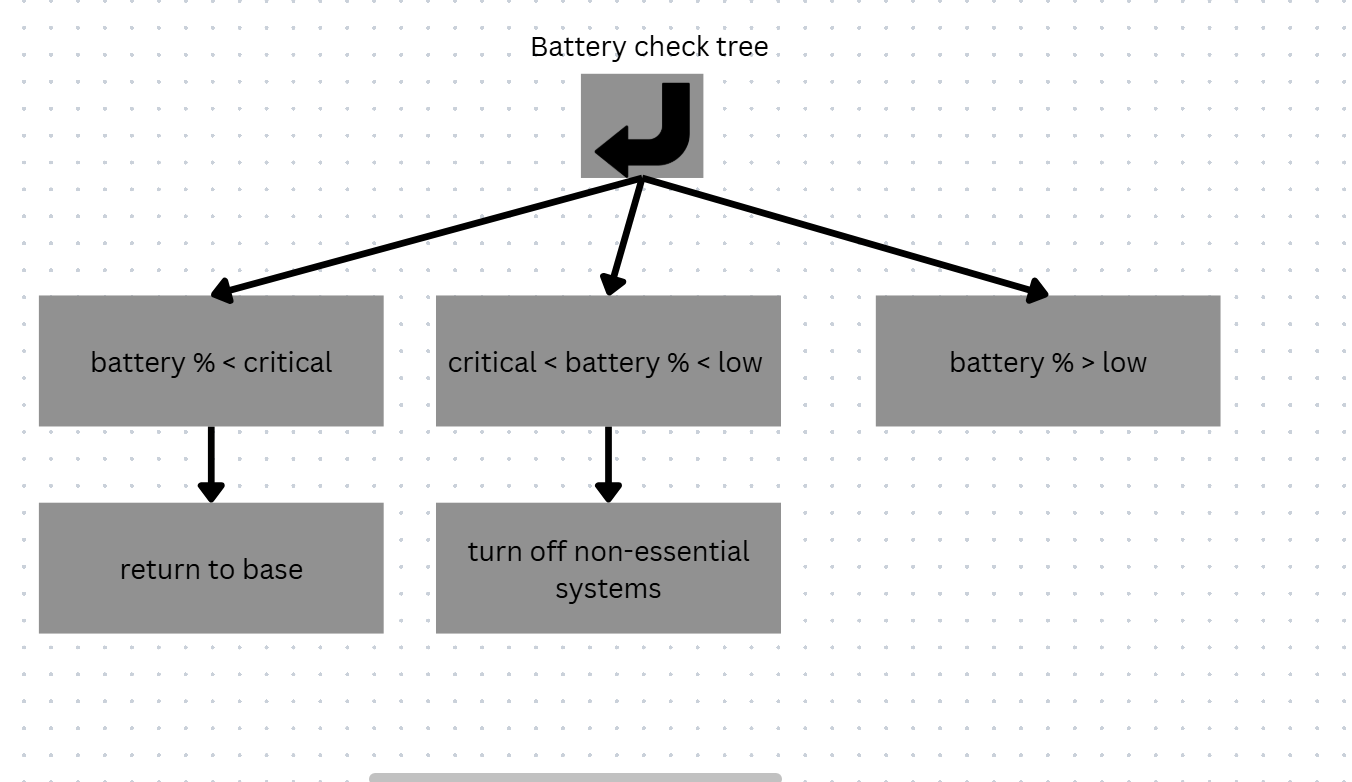 Battery check tree
battery % < critical
critical < battery % < low
battery % > low
return to base
turn off non-essential
systems